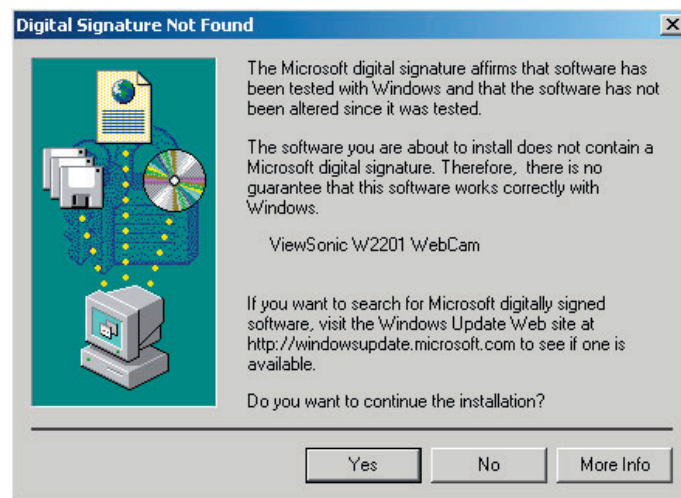 Digital Signature Not Found
The Microsoft digital signature affirms that software has
been tested with Windows and that the software has not
been altered since it was tested.
The software you are about to install does not contain a
Microsoft digital signature. Therefore, there is no
guarantee that this software works correctly with
Windows.
ViewSonic W2201 WebCam
If you want to search for Microsoft digitally signed
software, visit the Windows Update Web site at
http://windowsupdate.microsoft.com to see if one is
available.
Do you want to continue the installation?
Yes No More Info